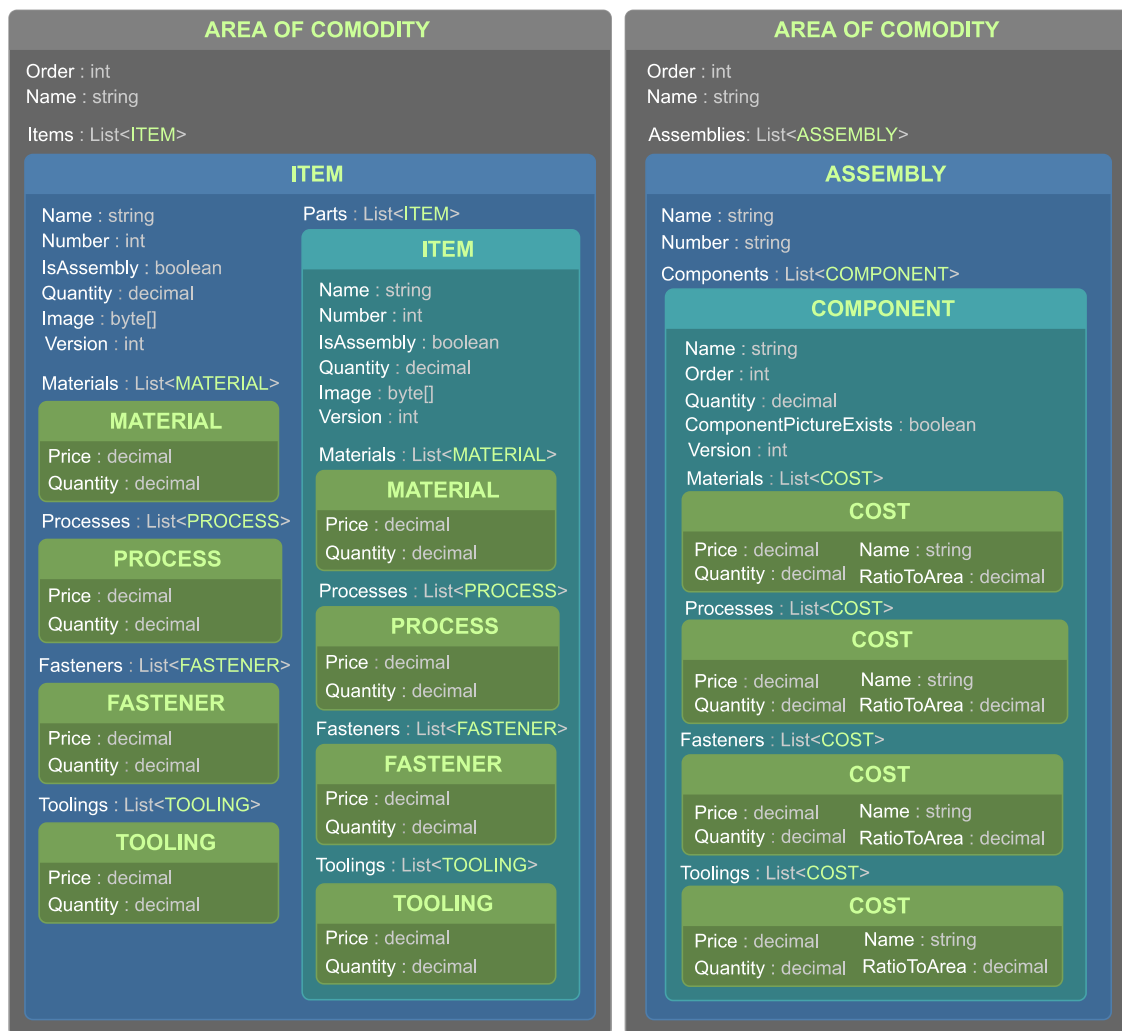 AREA OF COMODITY
Order : int
Name : string
Items : List<ITEM>
ITEM
Name : string
Number : int
IsAssembly : boolean
Quantity : decimal
Image : byte[]
Version : int
Materials : List<MATERIAL>
MATERIAL
Price : decimal
Quantity : decimal
Processes : List<PROCESS>
PROCESS
Price : decimal
Quantity : decimal
Fasteners : List<FASTENER>
FASTENER
Price : decimal
Quantity : decimal
Toolings : List<TOOLING>
TOOLING
Price : decimal
Quantity : decimal
Parts : List<ITEM>
ITEM
Name : string
Number : int
IsAssembly : boolean
Quantity : decimal
Image : byte[]
Version : int
Materials : List<MATERIAL>
MATERIAL
Price : decimal
Quantity : decimal
Processes : List<PROCESS>
PROCESS
Price : decimal
Quantity : decimal
Fasteners : List<FASTENER>
FASTENER
Price : decimal
Quantity : decimal
Toolings : List<TOOLING>
TOOLING
Price : decimal
Quantity : decimal
AREA OF COMODITY
Order : int
Name : string
Assemblies: List<ASSEMBLY>
ASSEMBLY
Name : string
Number : string
Components : List<COMPONENT>
COMPONENT
Name : string
Order : int
Quantity : decimal
ComponentPictureExists : boolean
Version : int
Materials : List<COST>
COST
Price : decimal Name : string
Quantity : decimal RatioToArea : decimal
Processes : List<COST>
COST
Price : decimal Name : string
Quantity : decimal RatioToArea : decimal
Fasteners : List<COST>
COST
Price : decimal Name : string
Quantity : decimal RatioToArea : decimal
Toolings : List<COST>
COST
Price : decimal Name : string
Quantity : decimal RatioToArea : decimal